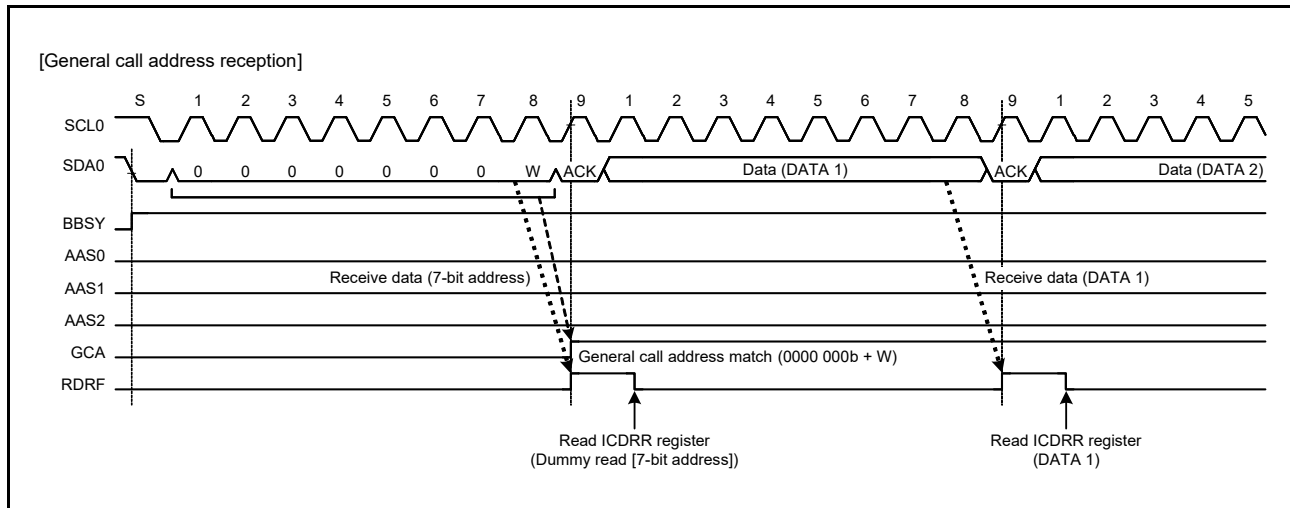 [General call address reception]
S 1 2 3 4 5 6 7 8 9 1 2 3 4 5 6 7 8 9 1 2 3 4 5
SCL0
SDA0 0 0 0 0 0 0 0 W ACK Data (DATA 1) ACK Data (DATA 2)
BBSY
AAS0
Receive data (7-bit address) Receive data (DATA 1)
AAS1
AAS2
GCA General call address match (0000 000b + W)
RDRF
Read ICDRR register Read ICDRR register
(Dummy read [7-bit address]) (DATA 1)